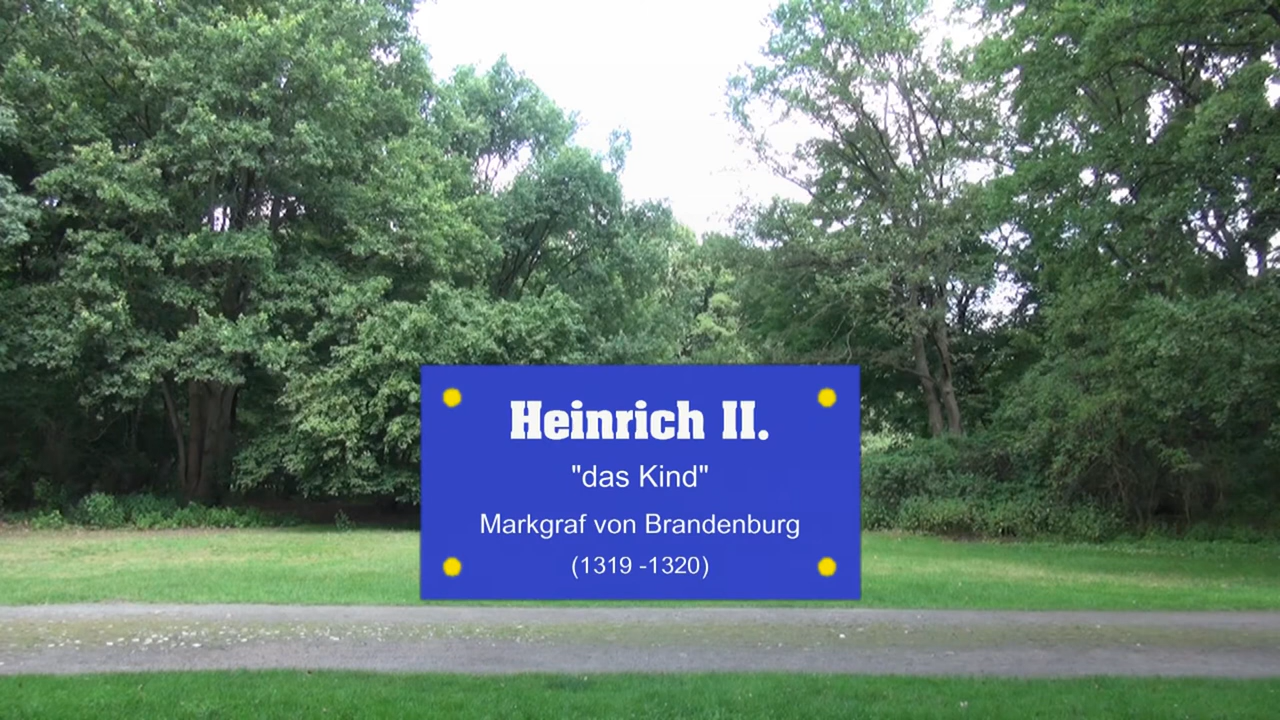 Heinrich II.
"das Kind"
Markgraf von Brandenburg
(1319 -1320)